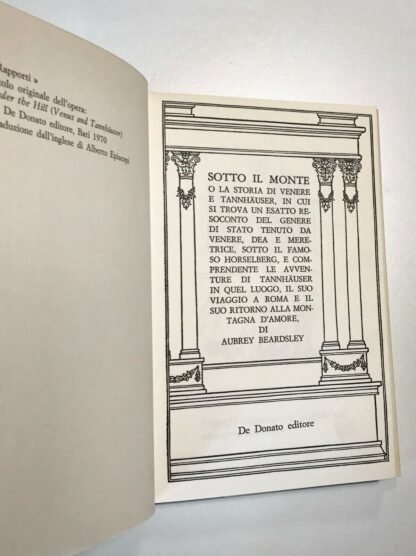 Rapporti »
olo originale dell'opera:
der the Hill (Venus and Tannhäuser)
De Donato editore, Bari 1970
aduzione dall'inglese di Alberto Episcopi
SOTTO IL MONTE
O LA STORIA DI VENERE
E TANNHÄUSER, IN CUI
SI TROVA UN ESATTO RE-
SOCONTO DEL GENERE
DI STATO TENUTO DA
VENERE, DEA E MERE-
TRICE, SOTTO IL FAMO-
SO HORSELBERG, E COM-
PRENDENTE LE AVVEN-
TURE DI TANNHÄUSER
IN QUEL LUOGO, IL SUO
VIAGGIO A ROMA E IL
SUO RITORNO ALLA MON-
TAGNA D'AMORE,
DI
AUBREY BEARDSLEY
De Donato editore